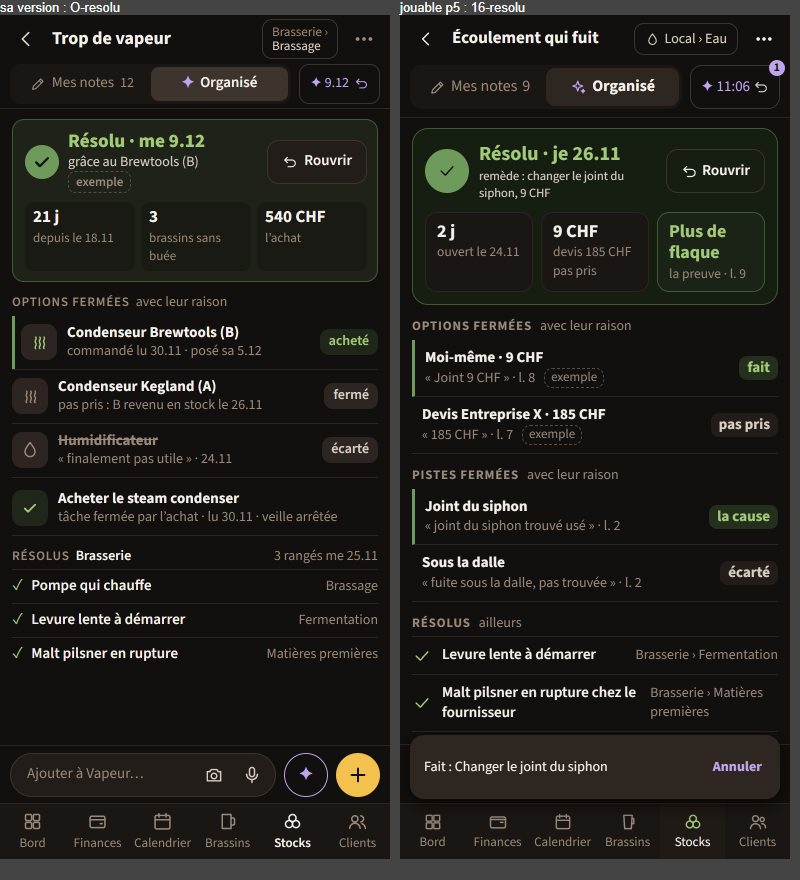 sa version : O-resolu
Trop de vapeur
Brasserie ›
Brassage
Mes notes 12
Organisé
9.12
Résolu · me 9.12
grâce au Brewtools (B)
exemple
Rouvrir
21 j
depuis le 18.11
3
brassins sans
buée
540 CHF
l'achat
OPTIONS FERMÉES avec leur raison
Condenseur Brewtools (B)
commandé lu 30.11 · posé sa 5.12
acheté
Condenseur Kegland (A)
pas pris : B revenu en stock le 26.11
fermé
Humidificateur
« finalement pas utile » · 24.11
écarté
Acheter le steam condenser
tâche fermée par l'achat · lu 30.11 · veille arrêtée
RÉSOLUS Brasserie
3 rangés me 25.11
Pompe qui chauffe
Brassage
Levure lente à démarrer
Fermentation
Malt pilsner en rupture
Matières premières
Ajouter à Vapeur…
Bord
Finances
Calendrier
Brassins
Stocks
Clients
jouable p5 : 16-resolu
Écoulement qui fuit
Local › Eau
Mes notes 9
Organisé
11:06
1
Résolu · je 26.11
remède : changer le joint du
siphon, 9 CHF
Rouvrir
2 j
ouvert le 24.11
9 CHF
devis 185 CHF
pas pris
Plus de
flaque
la preuve · l. 9
OPTIONS FERMÉES avec leur raison
Moi-même · 9 CHF
« Joint 9 CHF » · l. 8 exemple
fait
Devis Entreprise X · 185 CHF
« 185 CHF » · l. 7 exemple
pas pris
PISTES FERMÉES avec leur raison
Joint du siphon
« joint du siphon trouvé usé » · l. 2
la cause
Sous la dalle
« fuite sous la dalle, pas trouvée » · l. 2
écarté
RÉSOLUS ailleurs
Levure lente à démarrer
Brasserie › Fermentation
Malt pilsner en rupture chez le
fournisseur
Brasserie › Matières
premières
Fait : Changer le joint du siphon
Annuler
Bord
Finances
Calendrier
Brassins
Stocks
Clients